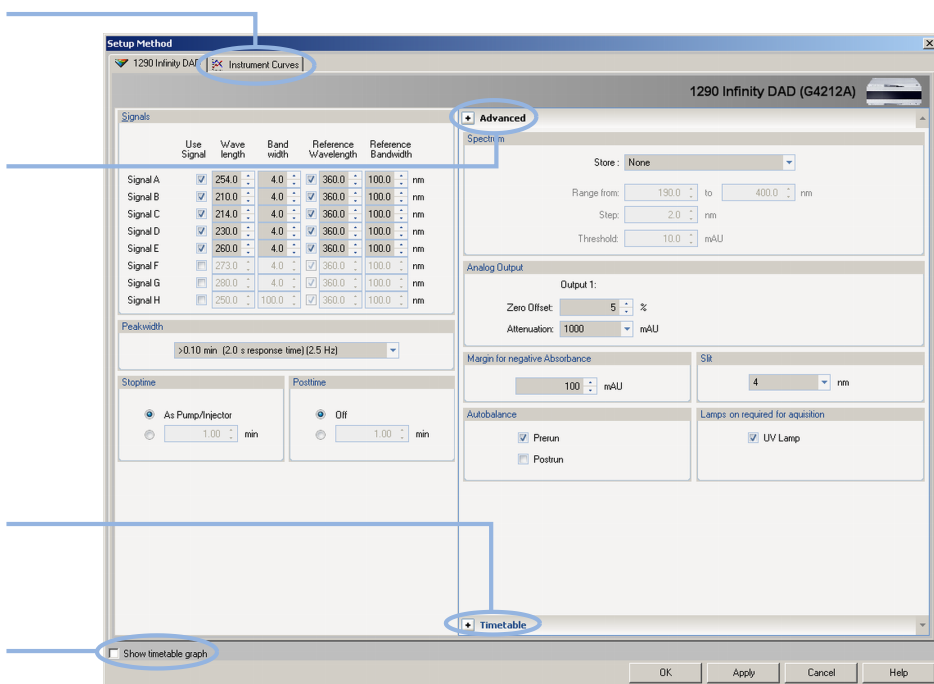 Setup Method
1290 Infinity DAD
Instrument Curves
1290 Infinity DAD (G4212A)
Signals
Use Signal Wave length Band width Reference Wavelength Reference Bandwidth
Signal A 254.0 4.0 360.0 100.0 nm
Signal B 210.0 4.0 360.0 100.0 nm
Signal C 214.0 4.0 360.0 100.0 nm
Signal D 230.0 4.0 360.0 100.0 nm
Signal E 260.0 4.0 360.0 100.0 nm
Signal F 273.0 4.0 360.0 100.0 nm
Signal G 280.0 4.0 360.0 100.0 nm
Signal H 250.0 100.0 360.0 100.0 nm
Peakwidth
>0.10 min (2.0 s response time) (2.5 Hz)
Stoptime
As Pump/Injector
1.00 min
Posttime
Off
1.00 min
Advanced
Spectrum
Store : None
Range from: 190.0 to 400.0 nm
Step: 2.0 nm
Threshold: 10.0 mAU
Analog Output
Output 1:
Zero Offset: 5 %
Attenuation: 1000 mAU
Margin for negative Absorbance
100 mAU
Slit
4 nm
Autobalance
Prerun
Postrun
Lamps on required for aquisition
UV Lamp
Timetable
Show timetable graph
OK Apply Cancel Help